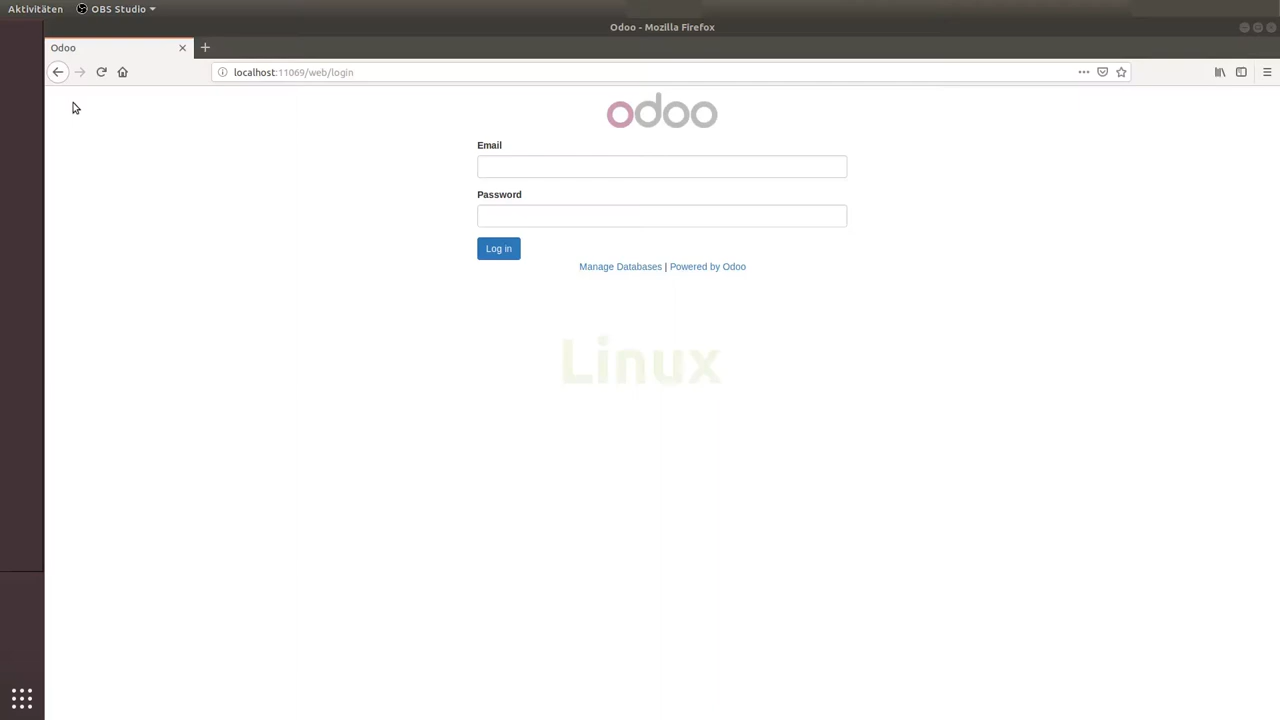 Aktivitäten OBS Studio
Odoo - Mozilla Firefox
Odoo
localhost:11069/web/login
odoo
Email
Password
Log in
Manage Databases | Powered by Odoo
Linux